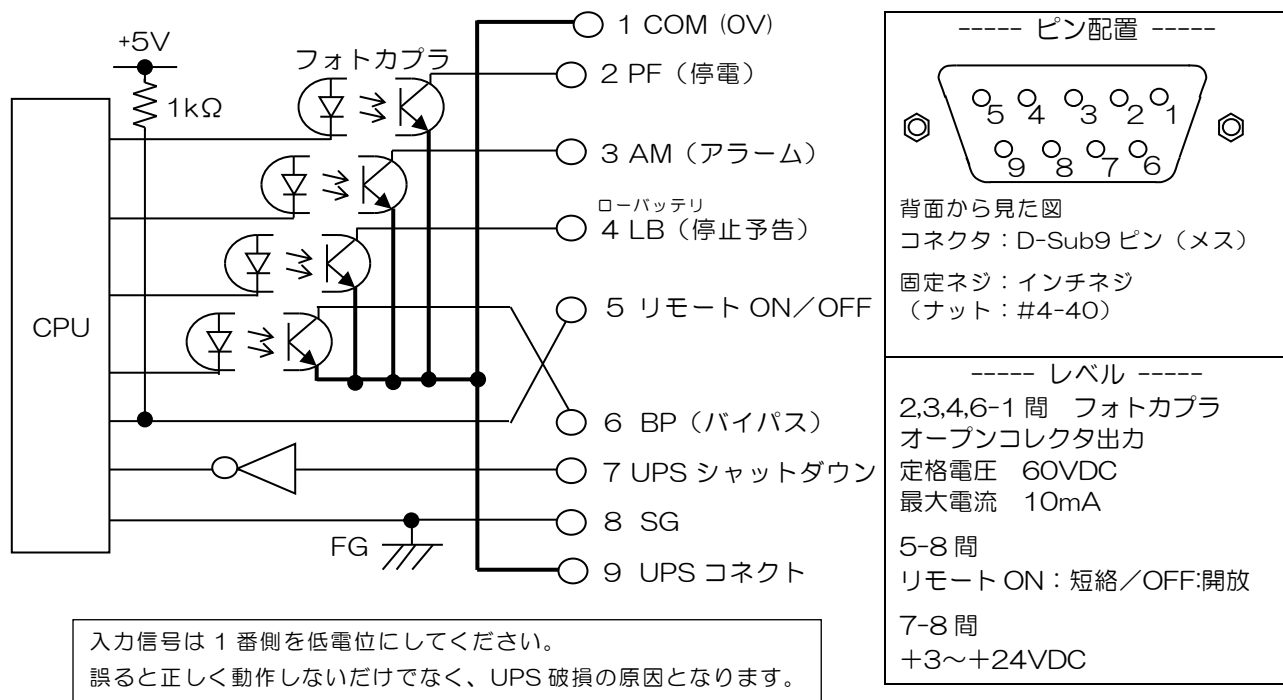 +5V
フォトカプラ
1kΩ
CPU
FG
1 COM (0V)
2 PF（停電）
3 AM（アラーム）
ローバッテリ
4 LB（停止予告）
5 リモート ON／OFF
6 BP（バイパス）
7 UPS シャットダウン
8 SG
9 UPS コネクト
入力信号は 1 番側を低電位にしてください。
誤ると正しく動作しないだけでなく、UPS 破損の原因となります。
----- ピン配置 -----
5 4 3 2 1
9 8 7 6
背面から見た図
コネクタ：D-Sub9 ピン（メス）
固定ネジ：インチネジ
（ナット：#4-40）
----- レベル -----
2,3,4,6-1 間　フォトカプラ
オープンコレクタ出力
定格電圧　60VDC
最大電流　10mA
5-8 間
リモート ON：短絡／OFF:開放
7-8 間
＋3～＋24VDC